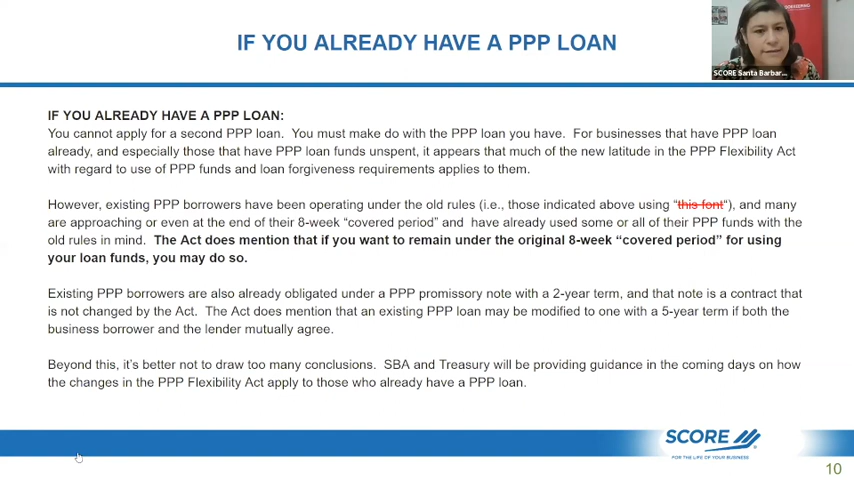 IF YOU ALREADY HAVE A PPP LOAN
SCORE Santa Barbar...
IF YOU ALREADY HAVE A PPP LOAN:
You cannot apply for a second PPP loan.  You must make do with the PPP loan you have.  For businesses that have PPP loan
already, and especially those that have PPP loan funds unspent, it appears that much of the new latitude in the PPP Flexibility Act
with regard to use of PPP funds and loan forgiveness requirements applies to them.
However, existing PPP borrowers have been operating under the old rules (i.e., those indicated above using “this font“), and many
are approaching or even at the end of their 8-week “covered period” and  have already used some or all of their PPP funds with the
old rules in mind.  The Act does mention that if you want to remain under the original 8-week “covered period” for using
your loan funds, you may do so.
Existing PPP borrowers are also already obligated under a PPP promissory note with a 2-year term, and that note is a contract that
is not changed by the Act.  The Act does mention that an existing PPP loan may be modified to one with a 5-year term if both the
business borrower and the lender mutually agree.
Beyond this, it’s better not to draw too many conclusions.  SBA and Treasury will be providing guidance in the coming days on how
the changes in the PPP Flexibility Act apply to those who already have a PPP loan.
SCORE
FOR THE LIFE OF YOUR BUSINESS
10